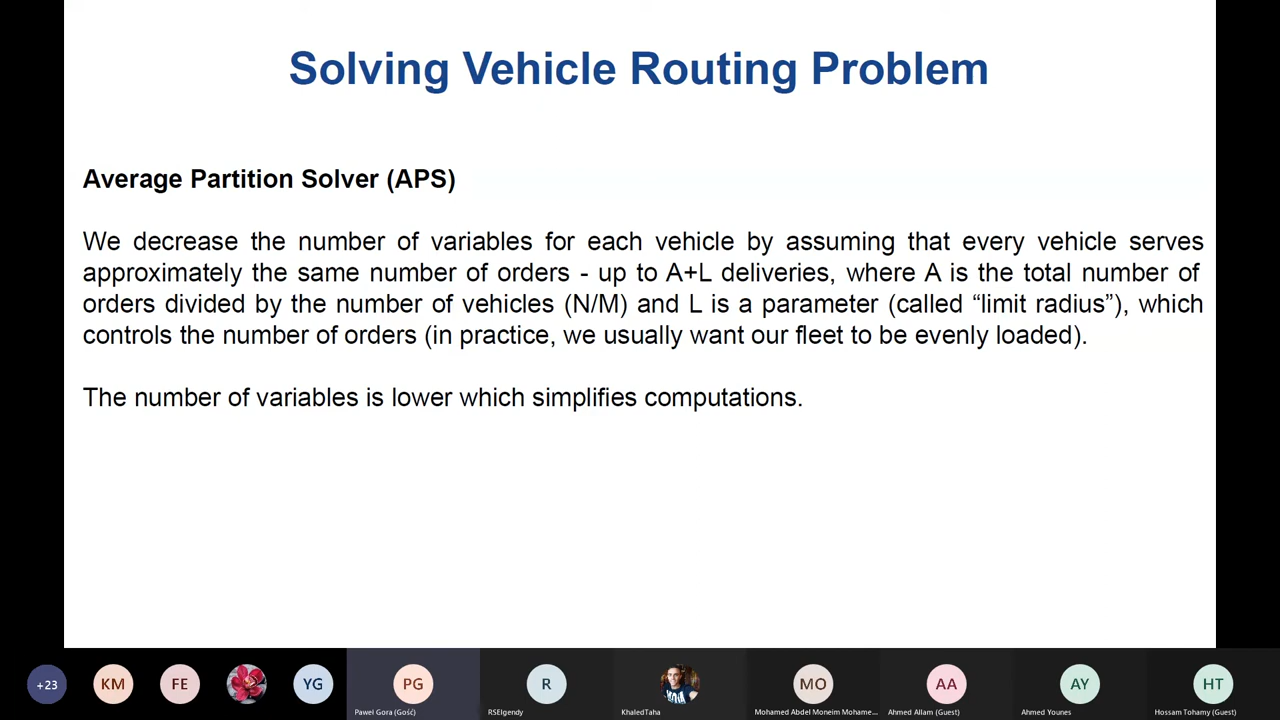 Solving Vehicle Routing Problem
Average Partition Solver (APS)
We decrease the number of variables for each vehicle by assuming that every vehicle serves
approximately the same number of orders - up to A+L deliveries, where A is the total number of
orders divided by the number of vehicles (N/M) and L is a parameter (called “limit radius”), which
controls the number of orders (in practice, we usually want our fleet to be evenly loaded).
The number of variables is lower which simplifies computations.
+23 KM FE YG PG R MO AA AY HT
Paweł Gora (Gość) RSElgendy KhaledTaha Mohamed Abdel Moneim Mohame... Ahmed Allam (Guest) Ahmed Younes Hossam Tohamy (Guest)